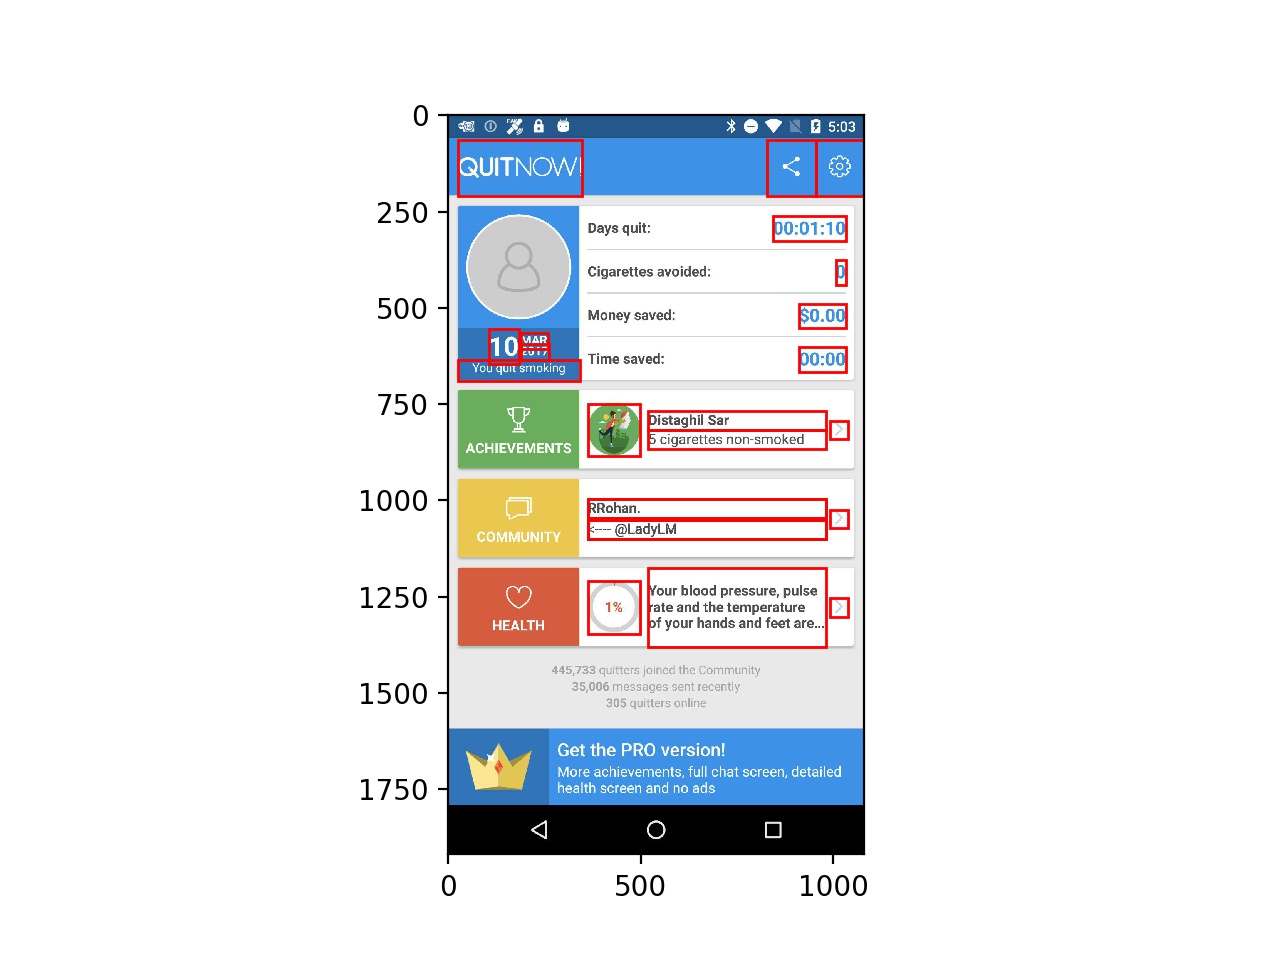 0
5:03
QUITNOW!
250
Days quit:
00:01:10
Cigarettes avoided:
0
500
Money saved:
$0.00
10
MAR
2017
You quit smoking
Time saved:
00:00
750
ACHIEVEMENTS
Distaghil Sar
5 cigarettes non-smoked
1000
COMMUNITY
RRohan.
<---- @LadyLM
1250
HEALTH
1%
Your blood pressure, pulse
rate and the temperature
of your hands and feet are...
445,733 quitters joined the Community
35,006 messages sent recently
305 quitters online
1500
Get the PRO version!
More achievements, full chat screen, detailed
health screen and no ads
1750
0
500
1000